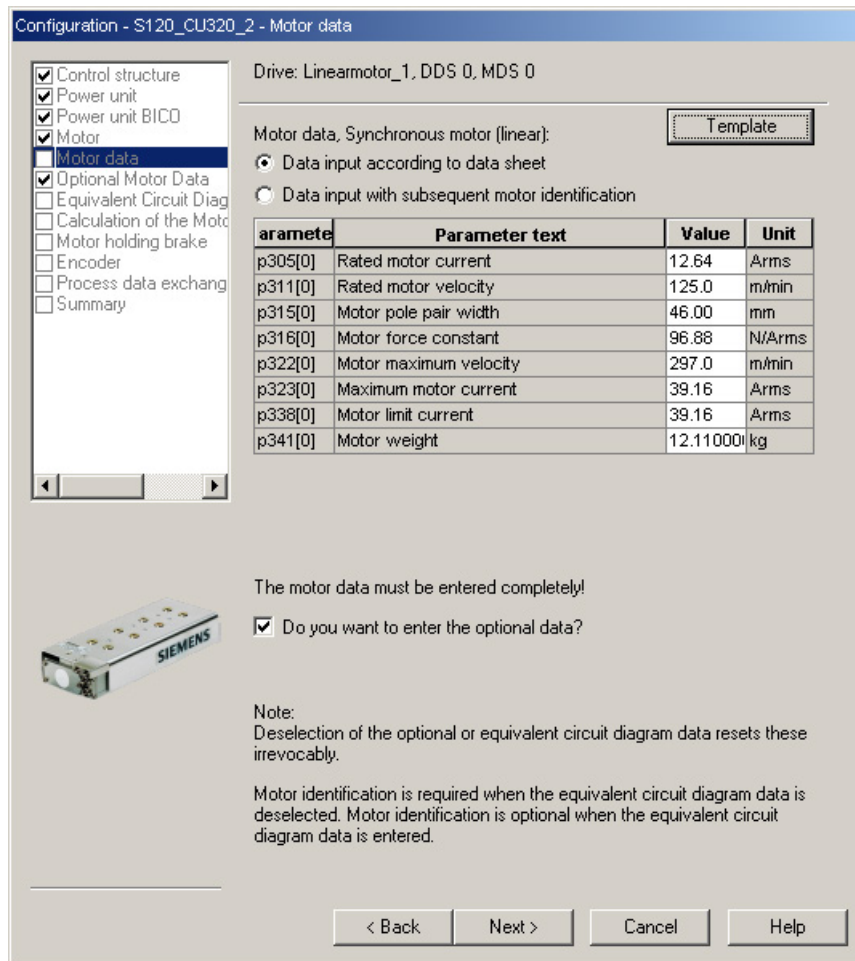 Configuration - S120_CU320_2 - Motor data
Control structure
Power unit
Power unit BICO
Motor
Motor data
Optional Motor Data
Equivalent Circuit Diag
Calculation of the Moto
Motor holding brake
Encoder
Process data exchang
Summary
Drive: Linearmotor_1, DDS 0, MDS 0
Template
Motor data, Synchronous motor (linear):
Data input according to data sheet
Data input with subsequent motor identification
aramete Parameter text Value Unit
p305[0] Rated motor current 12.64 Arms
p311[0] Rated motor velocity 125.0 m/min
p315[0] Motor pole pair width 46.00 mm
p316[0] Motor force constant 96.88 N/Arms
p322[0] Motor maximum velocity 297.0 m/min
p323[0] Maximum motor current 39.16 Arms
p338[0] Motor limit current 39.16 Arms
p341[0] Motor weight 12.11000 kg
SIEMENS
The motor data must be entered completely!
Do you want to enter the optional data?
Note:
Deselection of the optional or equivalent circuit diagram data resets these
irrevocably.
Motor identification is required when the equivalent circuit diagram data is
deselected. Motor identification is optional when the equivalent circuit
diagram data is entered.
< Back
Next >
Cancel
Help